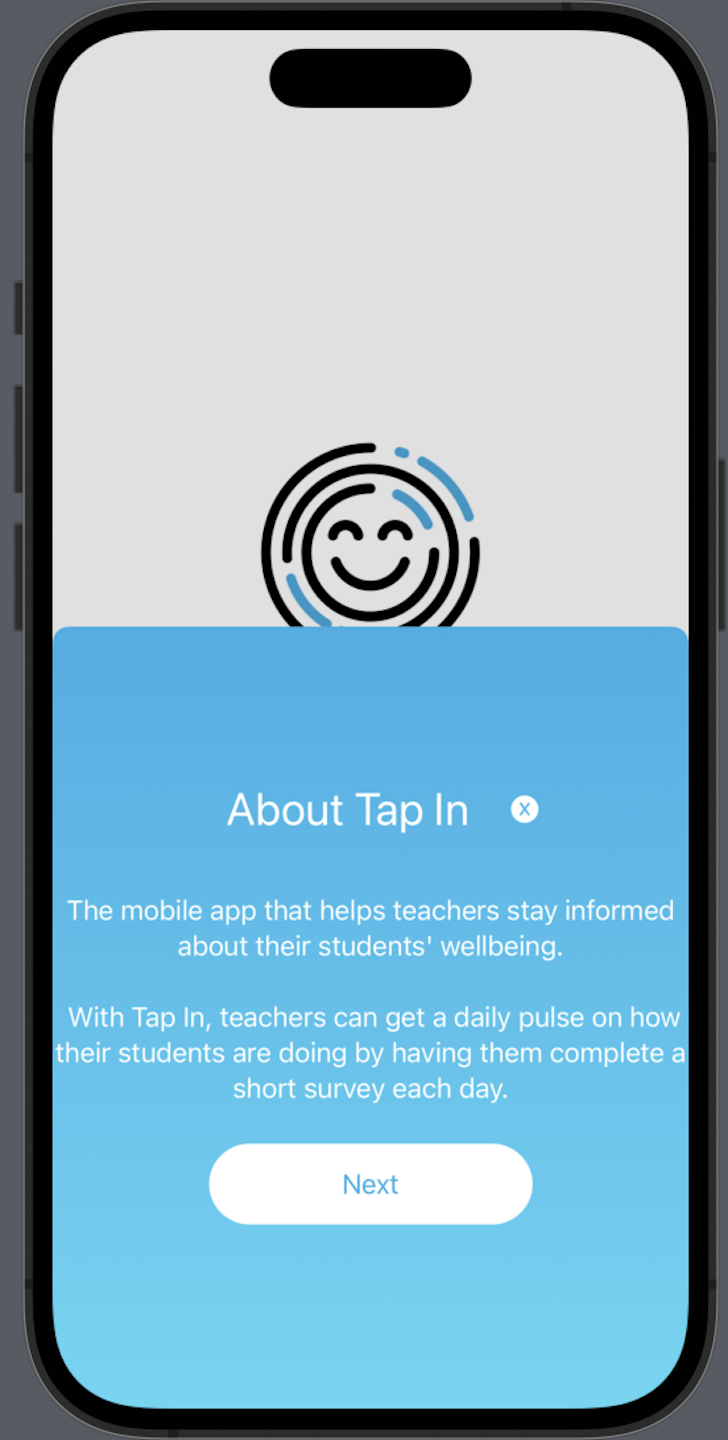 About Tap In X
The mobile app that helps teachers stay informed
about their students' wellbeing.
With Tap In, teachers can get a daily pulse on how
their students are doing by having them complete a
short survey each day.
Next